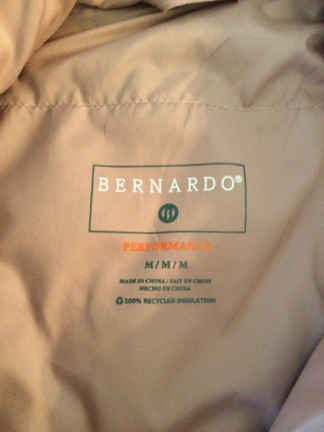 BERNARDO®
PERFORMANCE
M/M/M
MADE IN CHINA / FAIT EN CHINE
HECHO EN CHINA
100% RECYCLED INSULATION